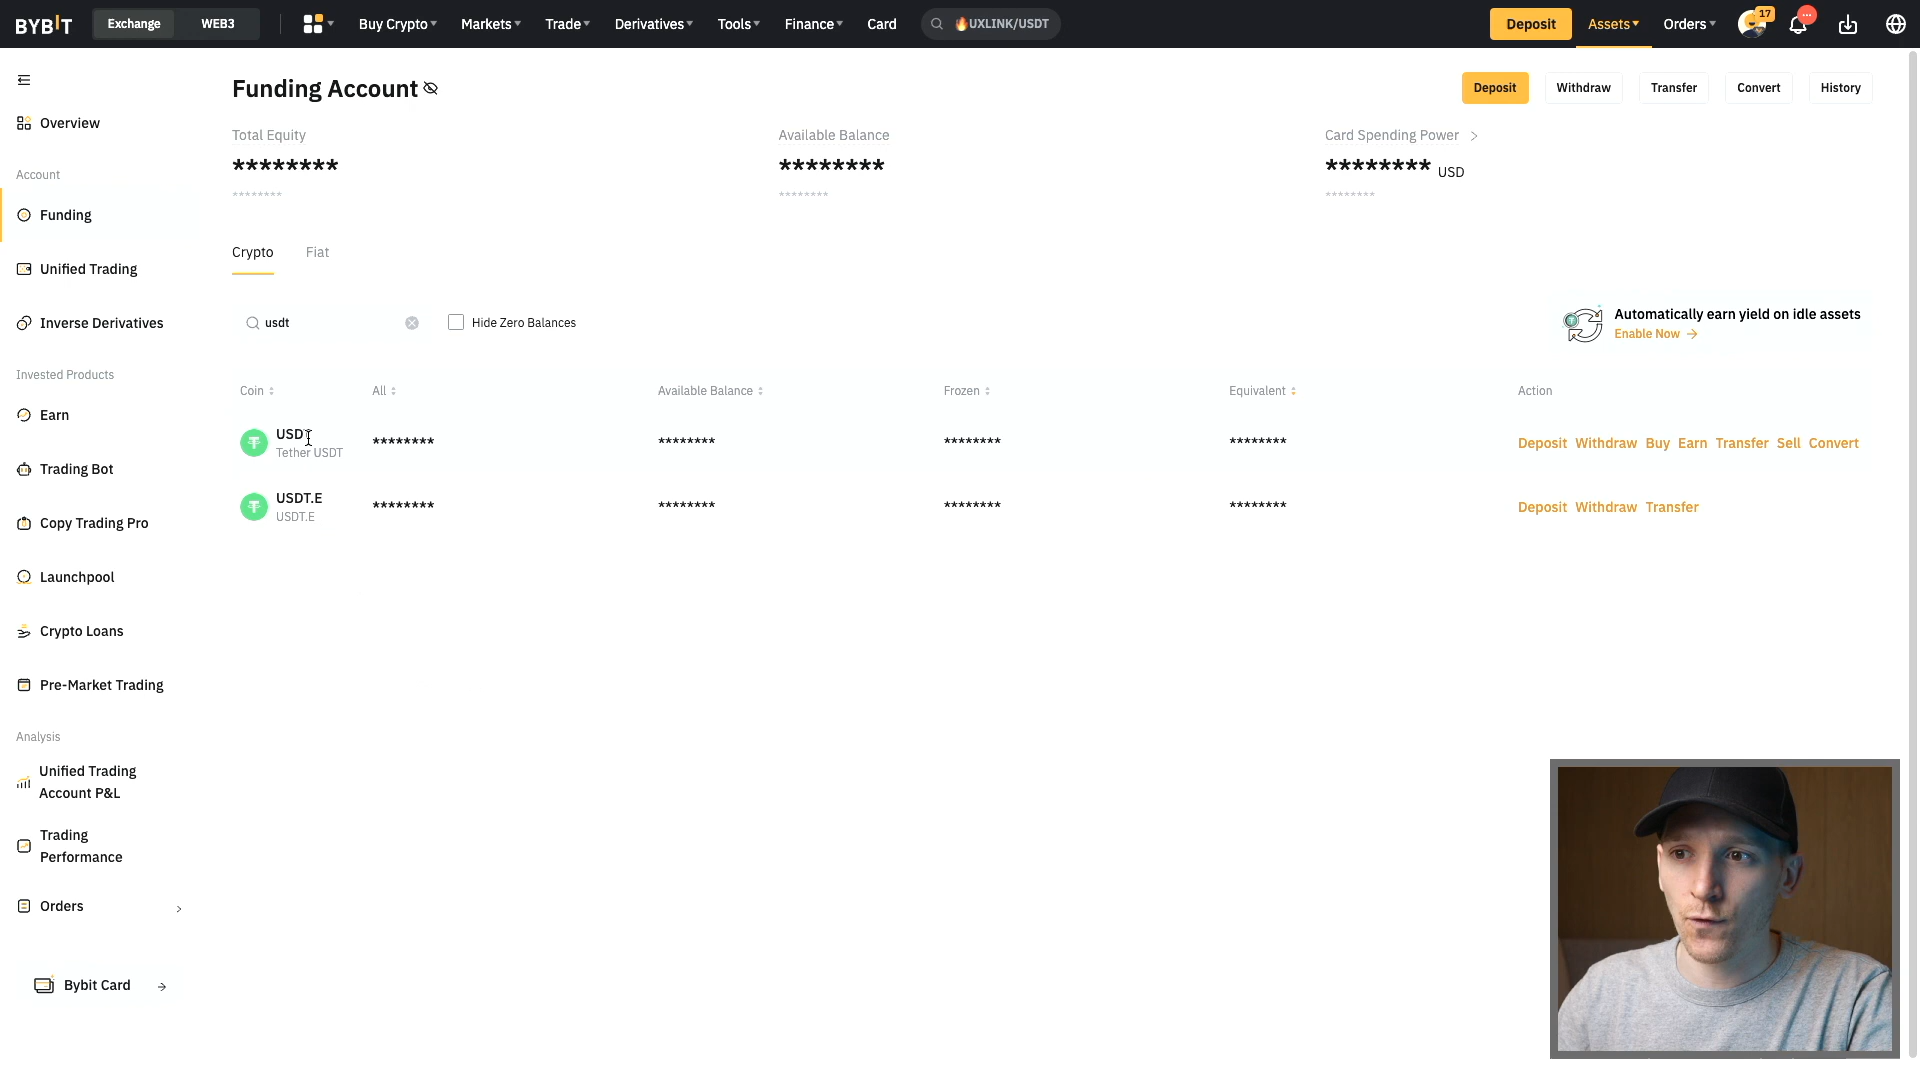 BYBIT Exchange WEB3 Buy Crypto Markets Trade Derivatives Tools Finance Card 🔥UXLINK/USDT Deposit Assets Orders 17
Funding Account Deposit Withdraw Transfer Convert History
Overview
Total Equity Available Balance Card Spending Power
******** ******** ******** USD
******** ******** ********
Account
Funding
Unified Trading
Inverse Derivatives
Invested Products
Earn
Trading Bot
Copy Trading Pro
Launchpool
Crypto Loans
Pre-Market Trading
Analysis
Unified Trading
Account P&L
Trading
Performance
Orders
Bybit Card
Crypto Fiat
usdt Hide Zero Balances
Automatically earn yield on idle assets
Enable Now
Coin All Available Balance Frozen Equivalent Action
USDT ******** ******** ******** ******** Deposit Withdraw Buy Earn Transfer Sell Convert
Tether USDT
USDT.E ******** ******** ******** ******** Deposit Withdraw Transfer
USDT.E